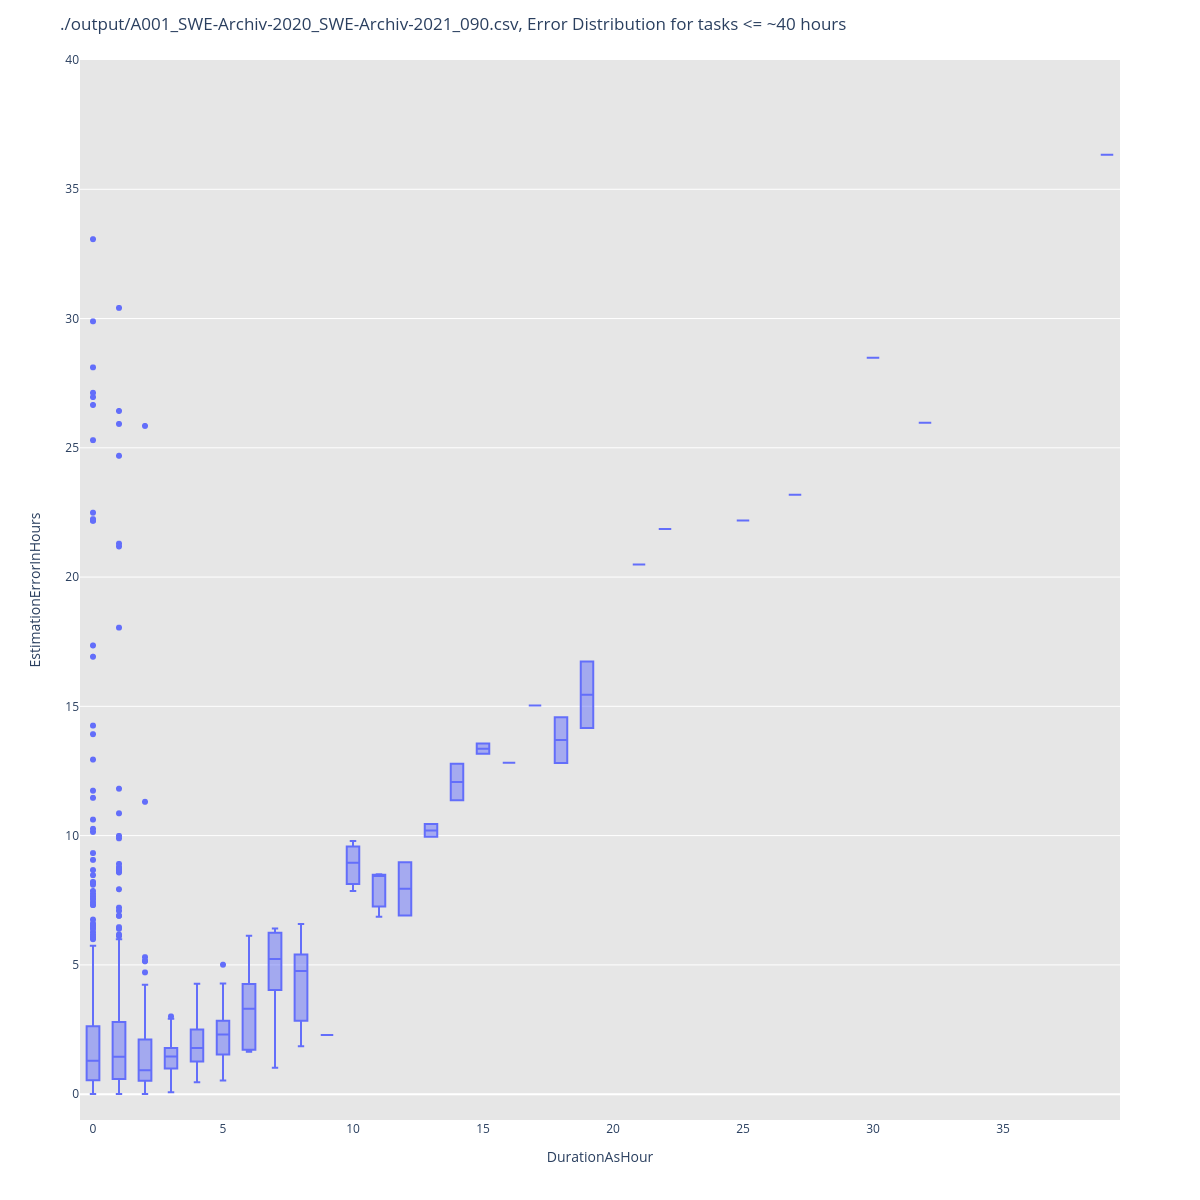 ./output/A001_SWE-Archiv-2020_SWE-Archiv-2021_090.csv, Error Distribution for tasks <= ~40 hours
40
35
30
25
20
15
10
5
0
EstimationErrorInHours
0 5 10 15 20 25 30 35
DurationAsHour